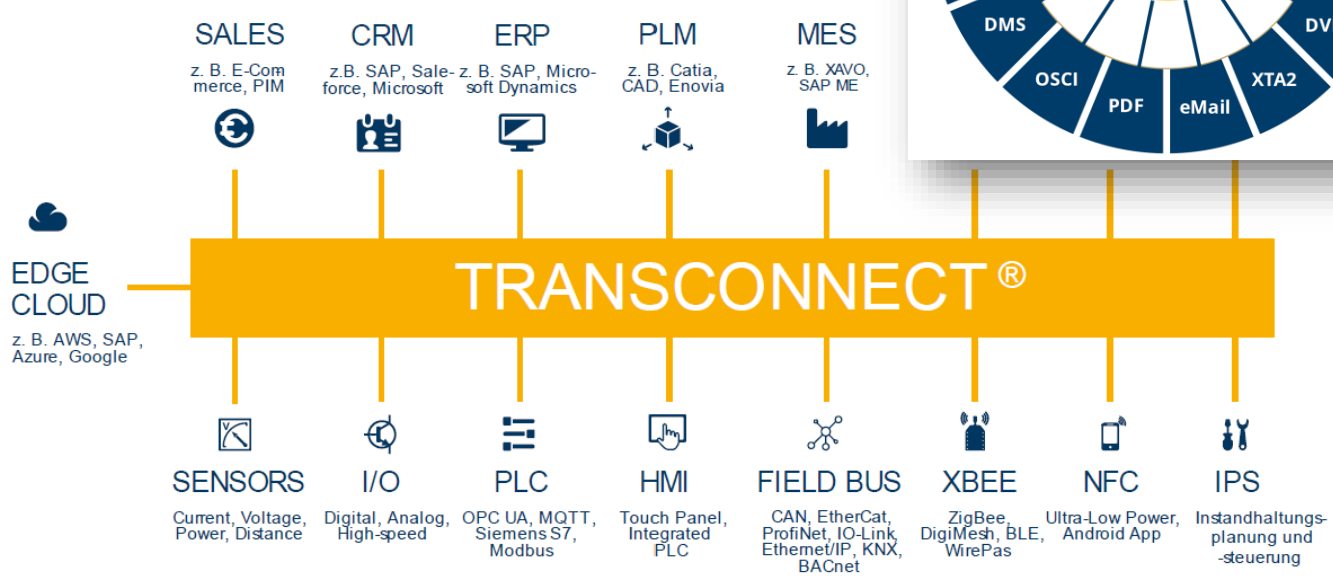 SALES
z. B. E-Com
merce, PIM
CRM
z.B. SAP, Sale-
force, Microsoft
ERP
z. B. SAP, Micro-
soft Dynamics
PLM
z. B. Catia,
CAD, Enovia
MES
z. B. XAVO,
SAP ME
DMS
OSCI
PDF
eMail
XTA2
DV
EDGE
CLOUD
z. B. AWS, SAP,
Azure, Google
TRANSCONNECT®
SENSORS
Current, Voltage,
Power, Distance
I/O
Digital, Analog,
High-speed
PLC
OPC UA, MQTT,
Siemens S7,
Modbus
HMI
Touch Panel,
Integrated
PLC
FIELD BUS
CAN, EtherCat,
ProfiNet, IO-Link,
Ethernet/IP, KNX,
BACnet
XBEE
ZigBee,
DigiMesh, BLE,
WirePas
NFC
Ultra-Low Power,
Android App
IPS
Instandhaltungs-
planung und
-steuerung